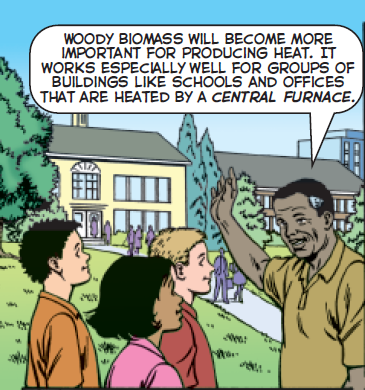 WOODY BIOMASS WILL BECOME MORE
IMPORTANT FOR PRODUCING HEAT. IT
WORKS ESPECIALLY WELL FOR GROUPS OF
BUILDINGS LIKE SCHOOLS AND OFFICES
THAT ARE HEATED BY A CENTRAL FURNACE.